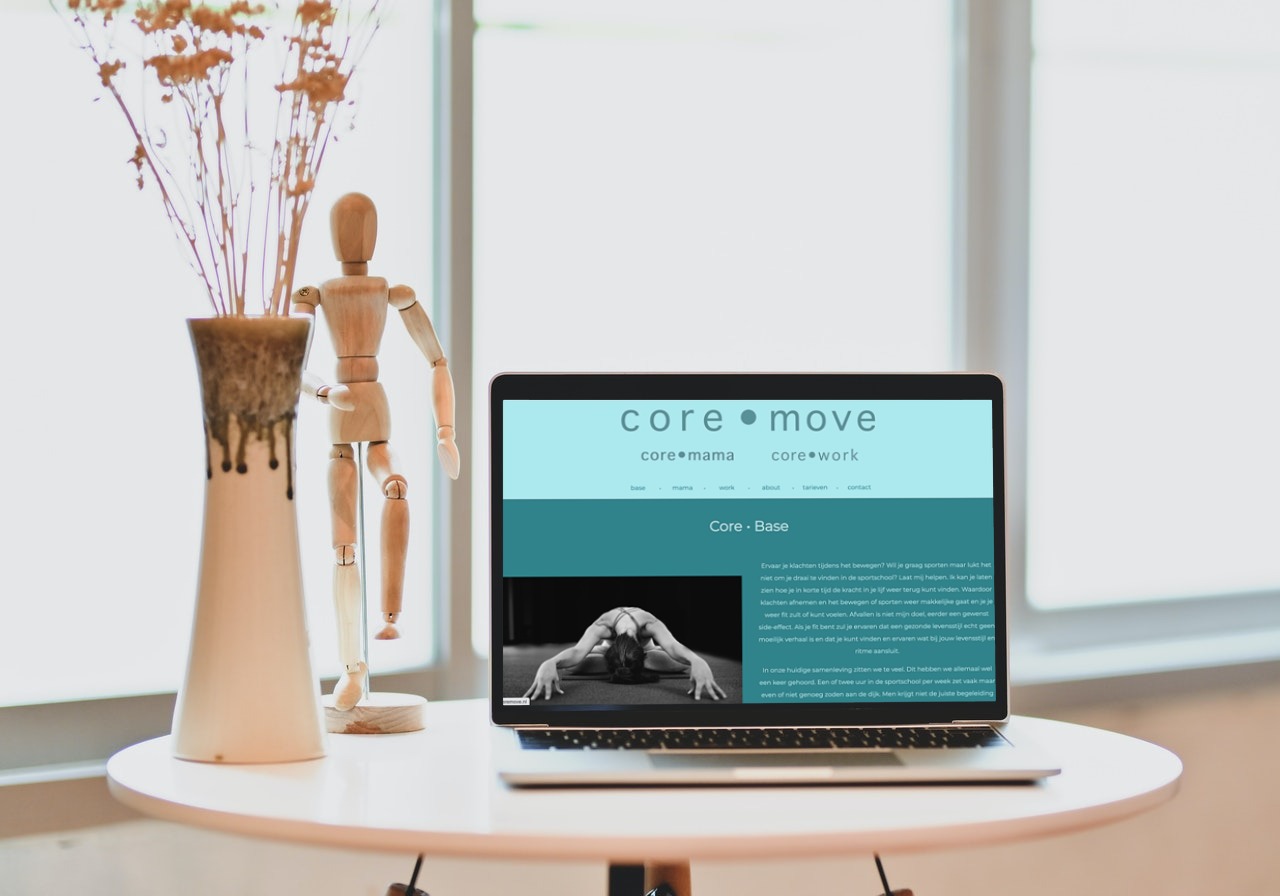 core•move
core•mama core•work
base - mama - work - about - tarieven - contact
Core • Base
Ervaar je klachten tijdens het bewegen? Wil je graag sporten maar lukt het
niet om je draai te vinden in de sportschool? Laat mij helpen. Ik kan je laten
zien hoe je in korte tijd de kracht in je lijf weer terug kunt vinden. Waardoor
klachten afnemen en het bewegen of sporten weer makkelijke gaat en je je
weer fit zult of kunt voelen. Afvallen is niet mijn doel, eerder een gewenst
side-effect. Als je fit bent zul je ervaren dat een gezonde levensstijl echt geen
moeilijk verhaal is en dat je kunt vinden en ervaren wat bij jouw levensstijl en
ritme aansluit.
In onze huidige samenleving zitten we te veel. Dit hebben we allemaal wel
een keer gehoord. Een of twee uur in de sportschool per week zet vaak maar
even of niet genoeg zoden aan de dijk. Men krijgt niet de juiste begeleiding